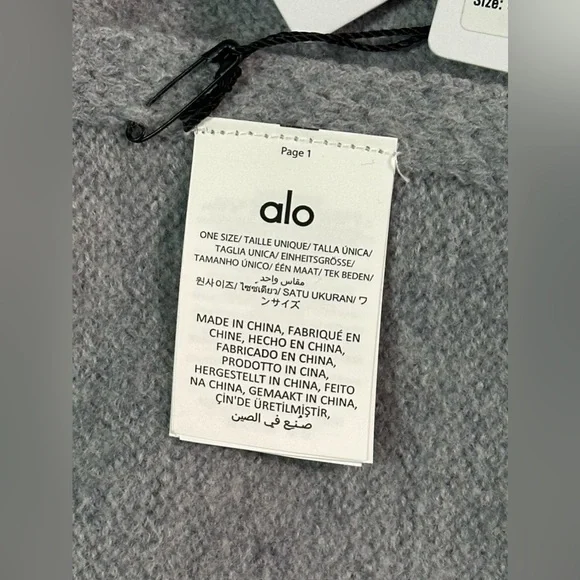 Size:
Page 1
alo
ONE SIZE/ TAILLE UNIQUE/ TALLA ÚNICA/
TAGLIA UNICA/ EINHEITSGRÖSSE/
TAMANHO ÚNICO/ ÉÉN MAAT/ TEK BEDEN/
مقاس واحد/
원사이즈/ ไซซ์เดียว/ SATU UKURAN/ ワ
ンサイズ
MADE IN CHINA, FABRIQUÉ EN
CHINE, HECHO EN CHINA,
FABRICADO EN CHINA,
PRODOTTO IN CINA,
HERGESTELLT IN CHINA, FEITO
NA CHINA, GEMAAKT IN CHINA,
ÇİN'DE ÜRETİLMİŞTİR,
صُنع في الصين